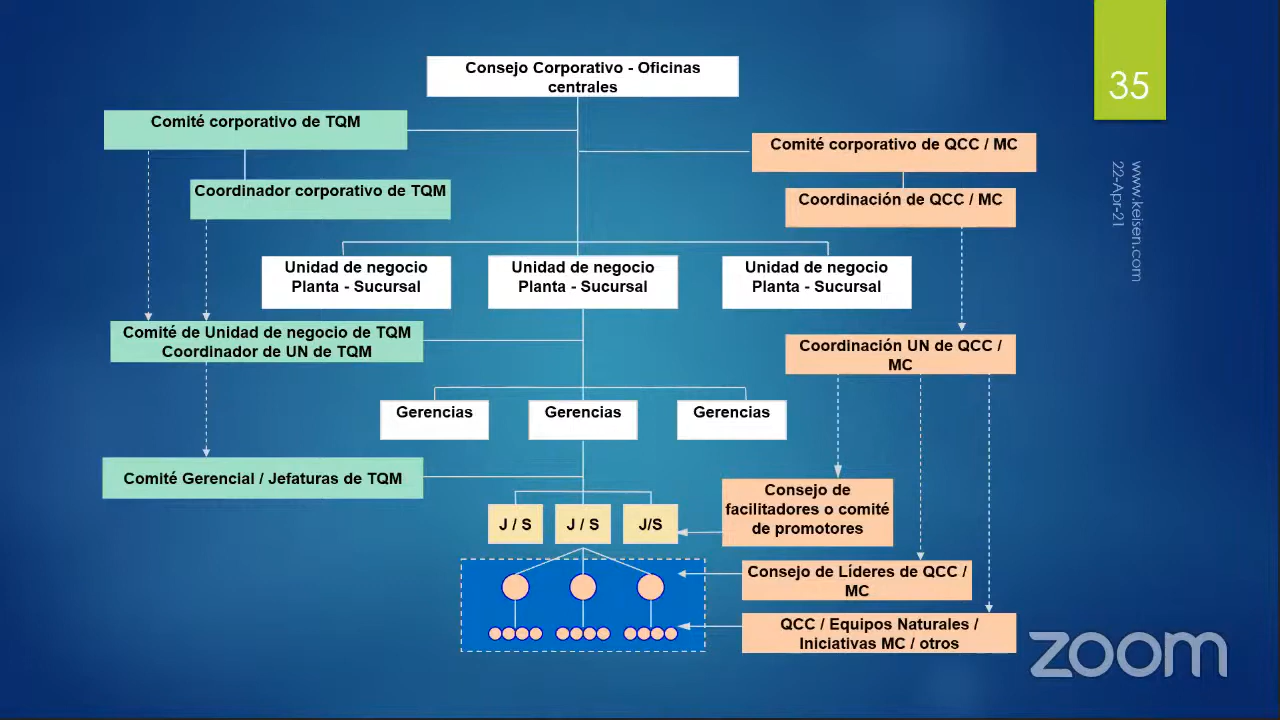 Consejo Corporativo - Oficinas
centrales
35
Comité corporativo de TQM
Comité corporativo de QCC / MC
Coordinador corporativo de TQM
Coordinación de QCC / MC
www.keisen.com
22-Apr-21
Unidad de negocio
Planta - Sucursal
Unidad de negocio
Planta - Sucursal
Unidad de negocio
Planta - Sucursal
Comité de Unidad de negocio de TQM
Coordinador de UN de TQM
Coordinación UN de QCC /
MC
Gerencias
Gerencias
Gerencias
Comité Gerencial / Jefaturas de TQM
Consejo de
facilitadores o comité
de promotores
J / S
J / S
J/S
Consejo de Líderes de QCC /
MC
QCC / Equipos Naturales /
Iniciativas MC / otros
zoom